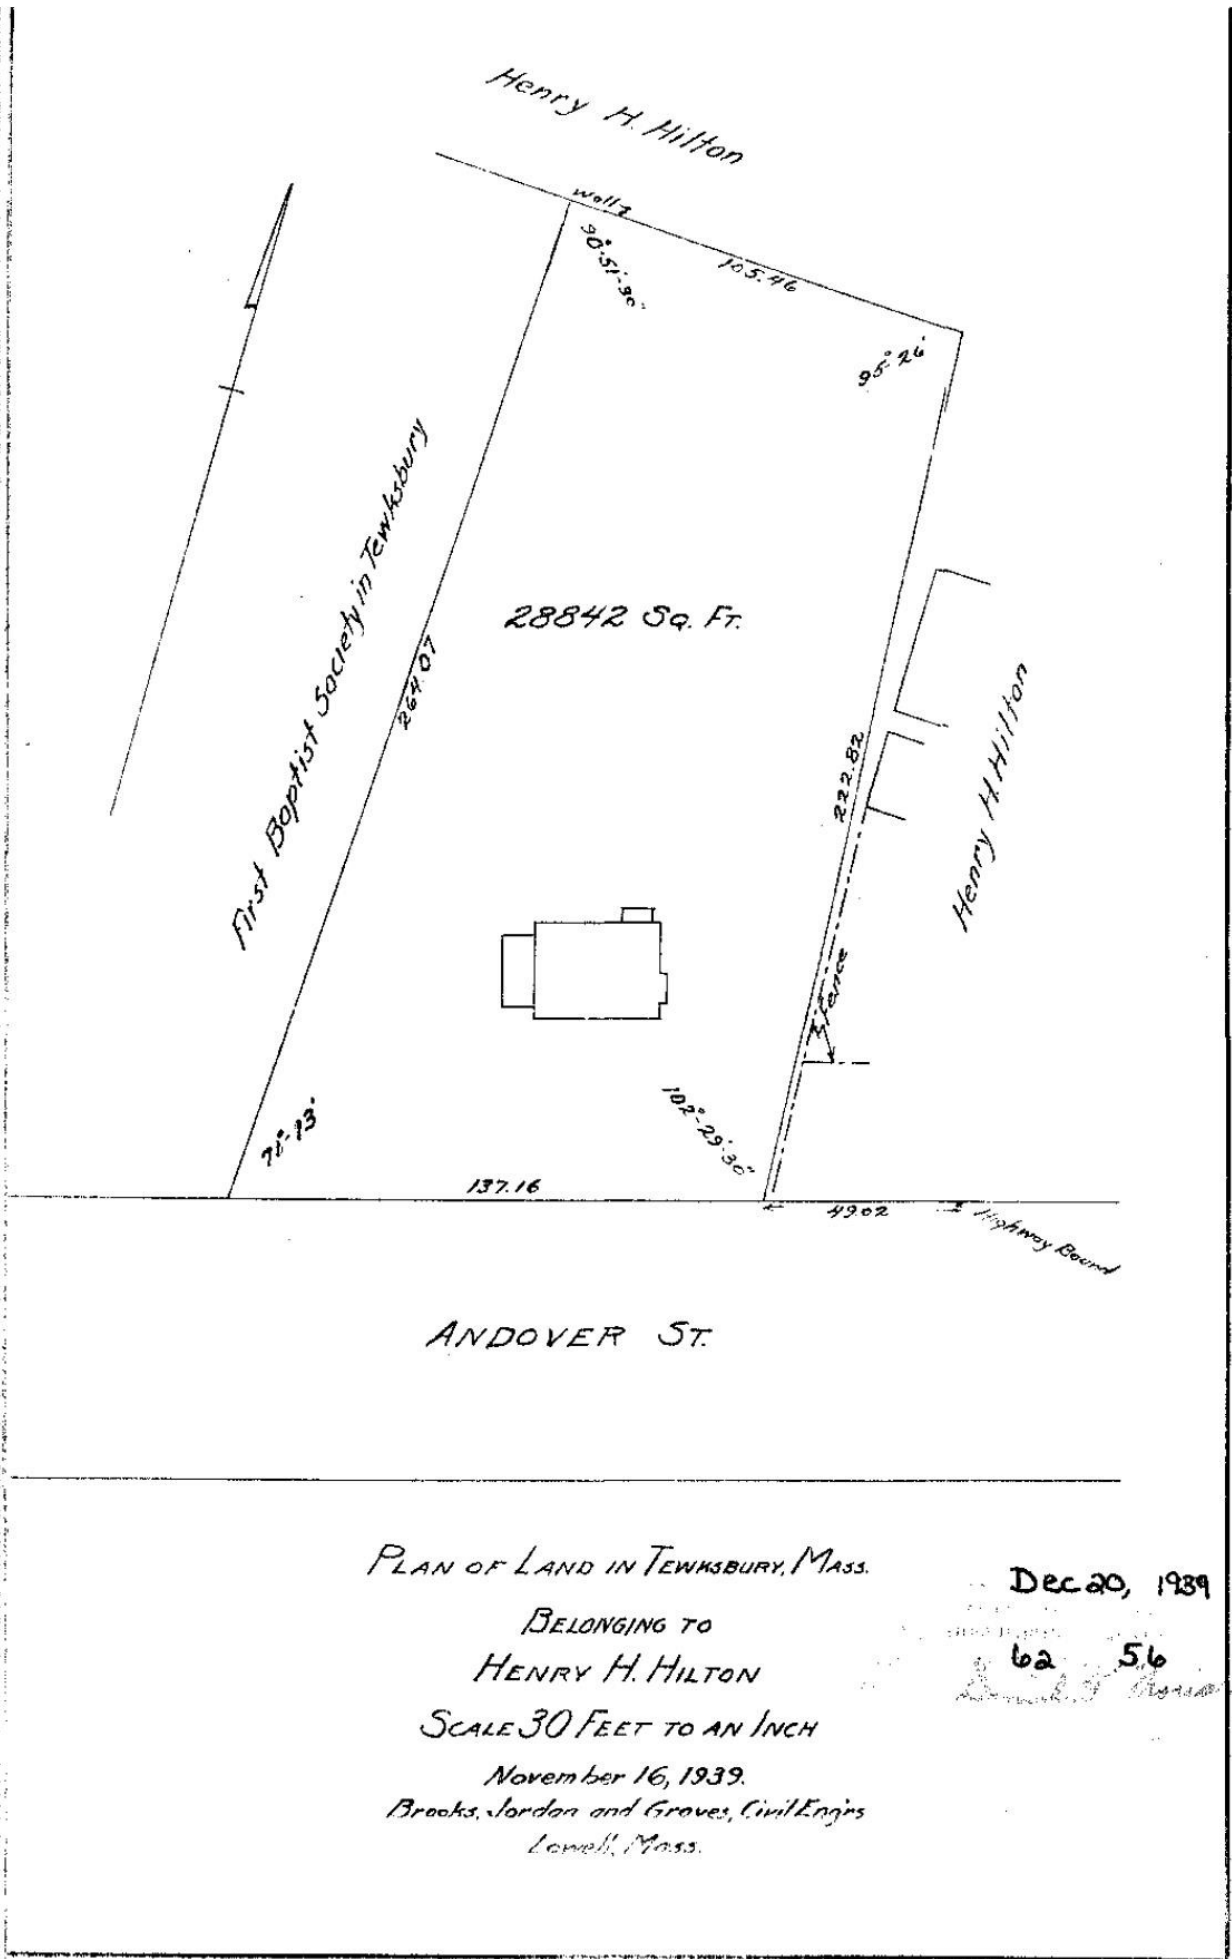 Henry H. Hilton
Wall
90°-51'-30"
105.46
95°-26'
First Baptist Society in Tewksbury
264.07
28842 Sq. Ft.
222.82
Henry H. Hilton
fence
71°-13'
102°-29'-30"
137.16
49.02
Highway Bound
ANDOVER ST.
PLAN OF LAND IN TEWKSBURY, MASS.
BELONGING TO
HENRY H. HILTON
SCALE 30 FEET TO AN INCH
November 16, 1939.
Brooks, Jordan and Graves, Civil Engrs
Lowell, Mass.
Dec 20, 1939
62 56